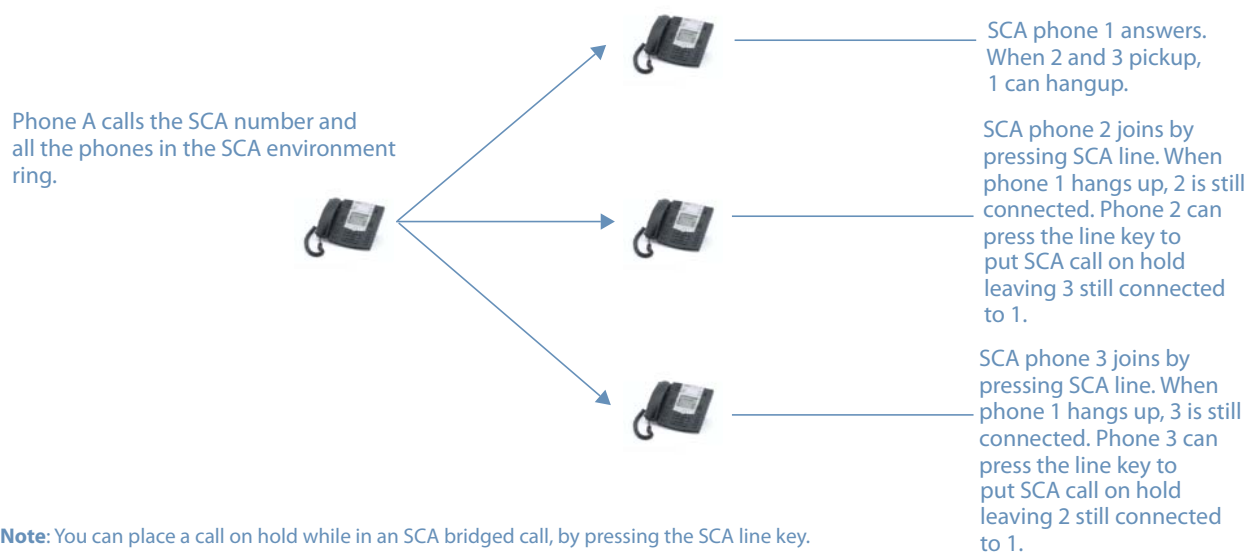 Phone A calls the SCA number and
all the phones in the SCA environment
ring.
SCA phone 1 answers.
When 2 and 3 pickup,
1 can hangup.
SCA phone 2 joins by
pressing SCA line. When
phone 1 hangs up, 2 is still
connected. Phone 2 can
press the line key to
put SCA call on hold
leaving 3 still connected
to 1.
SCA phone 3 joins by
pressing SCA line. When
phone 1 hangs up, 3 is still
connected. Phone 3 can
press the line key to
put SCA call on hold
leaving 2 still connected
to 1.
Note: You can place a call on hold while in an SCA bridged call, by pressing the SCA line key.